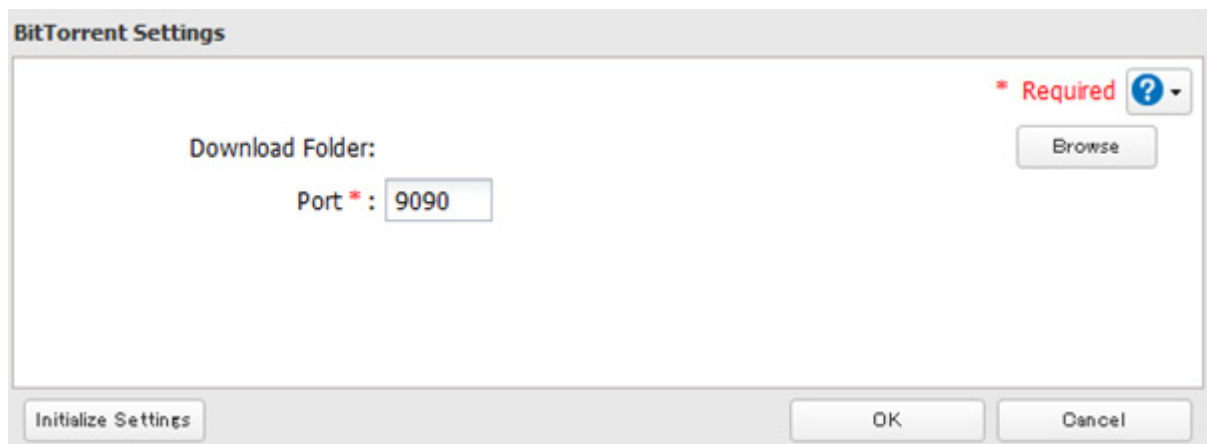 BitTorrent Settings
* Required ?
Download Folder: Browse
Port * : 9090
Initialize Settings OK Cancel